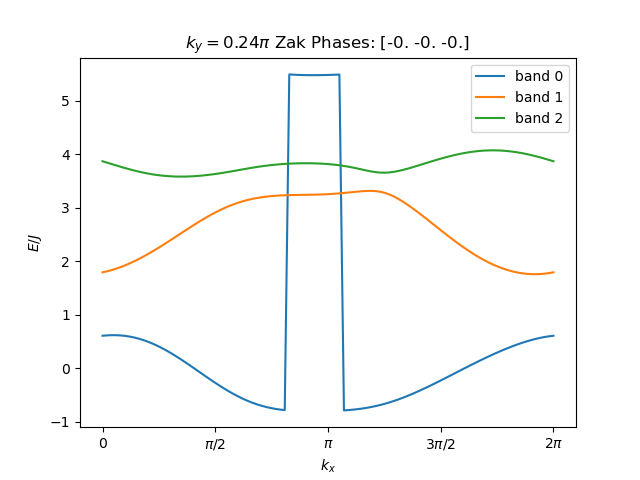 $k_y = 0.24\pi$ Zak Phases: [-0. -0. -0.]
band 0
band 1
band 2
E/J
5
4
3
2
1
0
−1
0
π/2
π
3π/2
2π
$k_x$